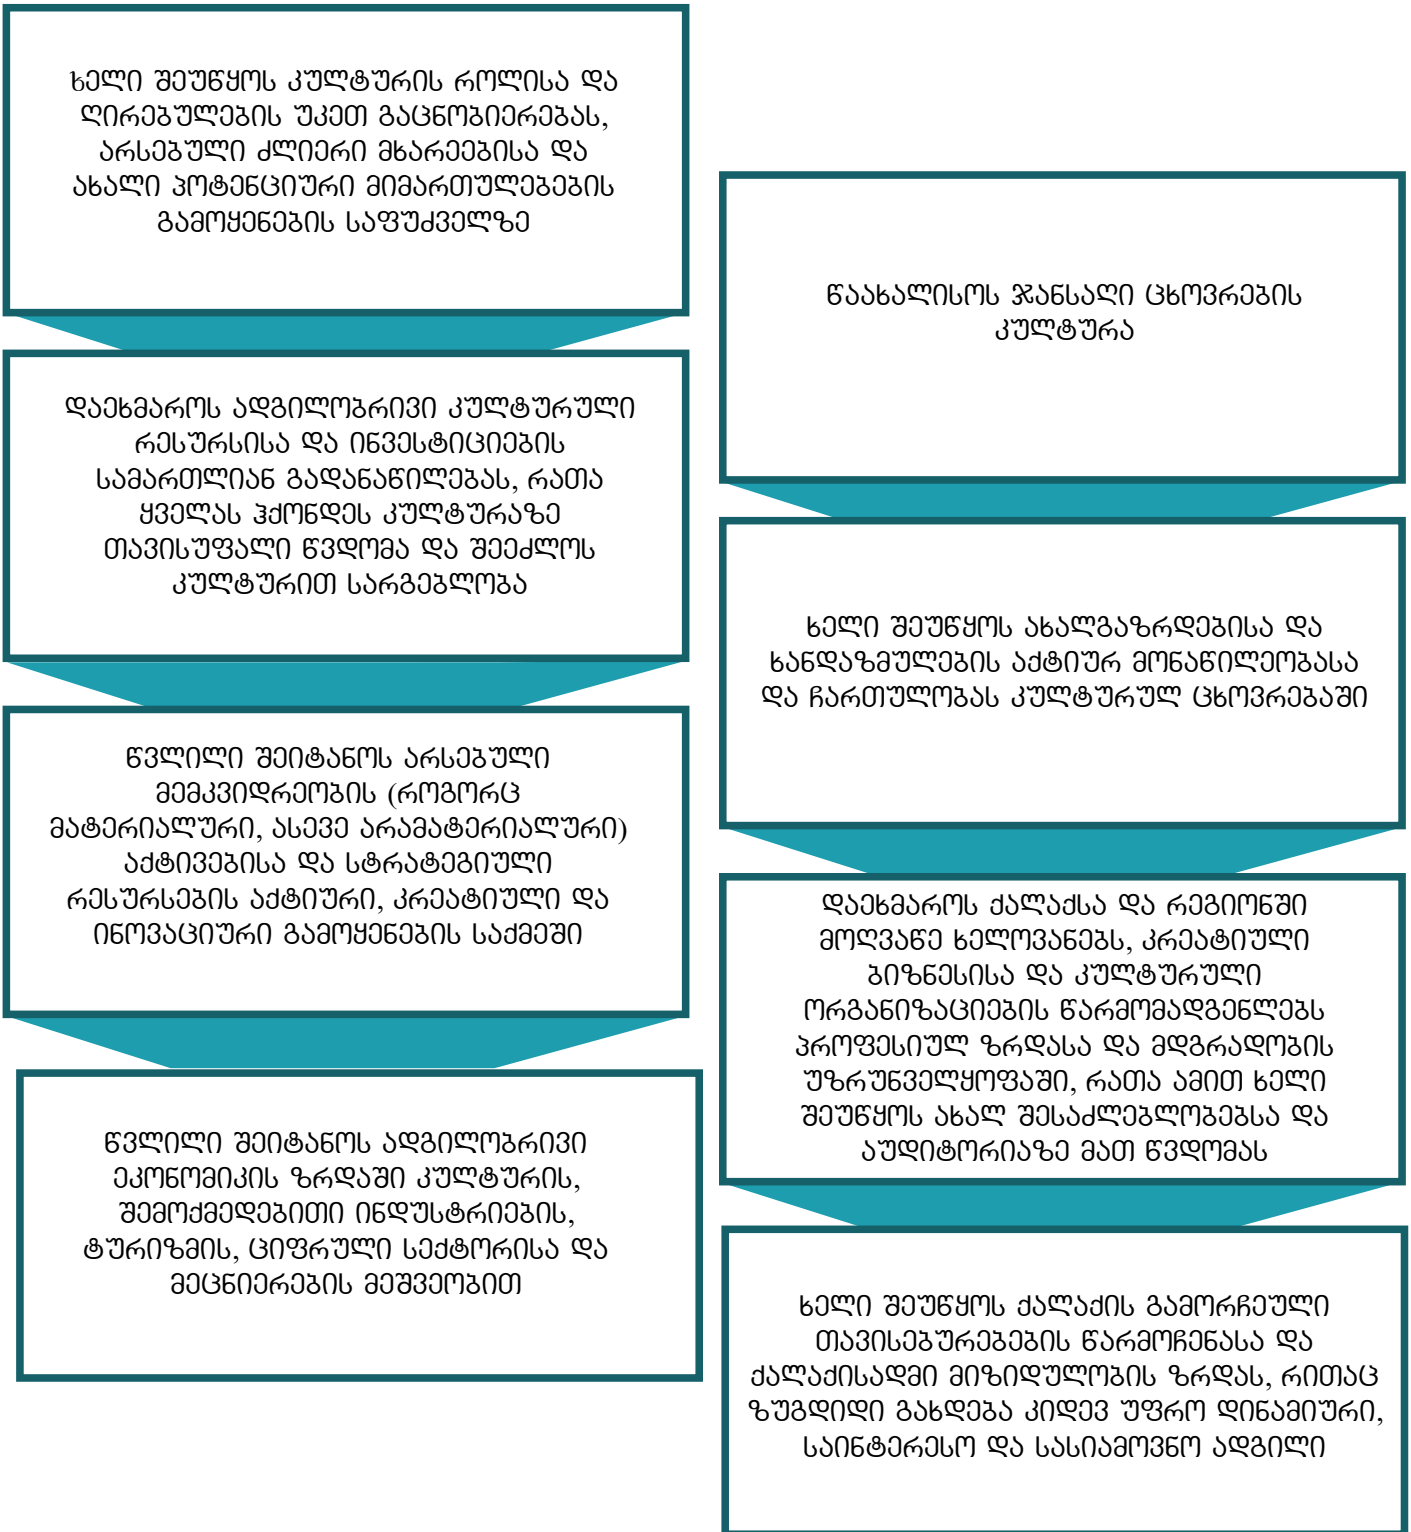 ხელი შეუწყოს კულტურის როლისა და
ღირებულების უკეთ გაცნობიერებას,
არსებული ძლიერი მხარეებისა და
ახალი პოტენციური მიმართულებების
გამოყენების საფუძველზე
დაეხმაროს ადგილობრივი კულტურული
რესურსისა და ინვესტიციების
სამართლიან გადანაწილებას, რათა
ყველას ჰქონდეს კულტურაზე
თავისუფალი წვდომა და შეეძლოს
კულტურით სარგებლობა
წვლილი შეიტანოს არსებული
მემკვიდრეობის (როგორც
მატერიალური, ასევე არამატერიალური)
აქტივებისა და სტრატეგიული
რესურსების აქტიური, კრეატიული და
ინოვაციური გამოყენების საქმეში
წვლილი შეიტანოს ადგილობრივი
ეკონომიკის ზრდაში კულტურის,
შემოქმედებითი ინდუსტრიების,
ტურიზმის, ციფრული სექტორისა და
მეცნიერების მეშვეობით
წაახალისოს ჯანსაღი ცხოვრების
კულტურა
ხელი შეუწყოს ახალგაზრდებისა და
ხანდაზმულების აქტიურ მონაწილეობასა
და ჩართულობას კულტურულ ცხოვრებაში
დაეხმაროს ქალაქსა და რეგიონში
მოღვაწე ხელოვანებს, კრეატიული
ბიზნესისა და კულტურული
ორგანიზაციების წარმომადგენლებს
პროფესიულ ზრდასა და მდგრადობის
უზრუნველყოფაში, რათა ამით ხელი
შეუწყოს ახალ შესაძლებლობებსა და
აუდიტორიაზე მათ წვდომას
ხელი შეუწყოს ქალაქის გამორჩეული
თავისებურებების წარმოჩენასა და
ქალაქისადმი მიზიდულობის ზრდას, რითაც
ზუგდიდი გახდება კიდევ უფრო დინამიური,
საინტერესო და სასიამოვნო ადგილი